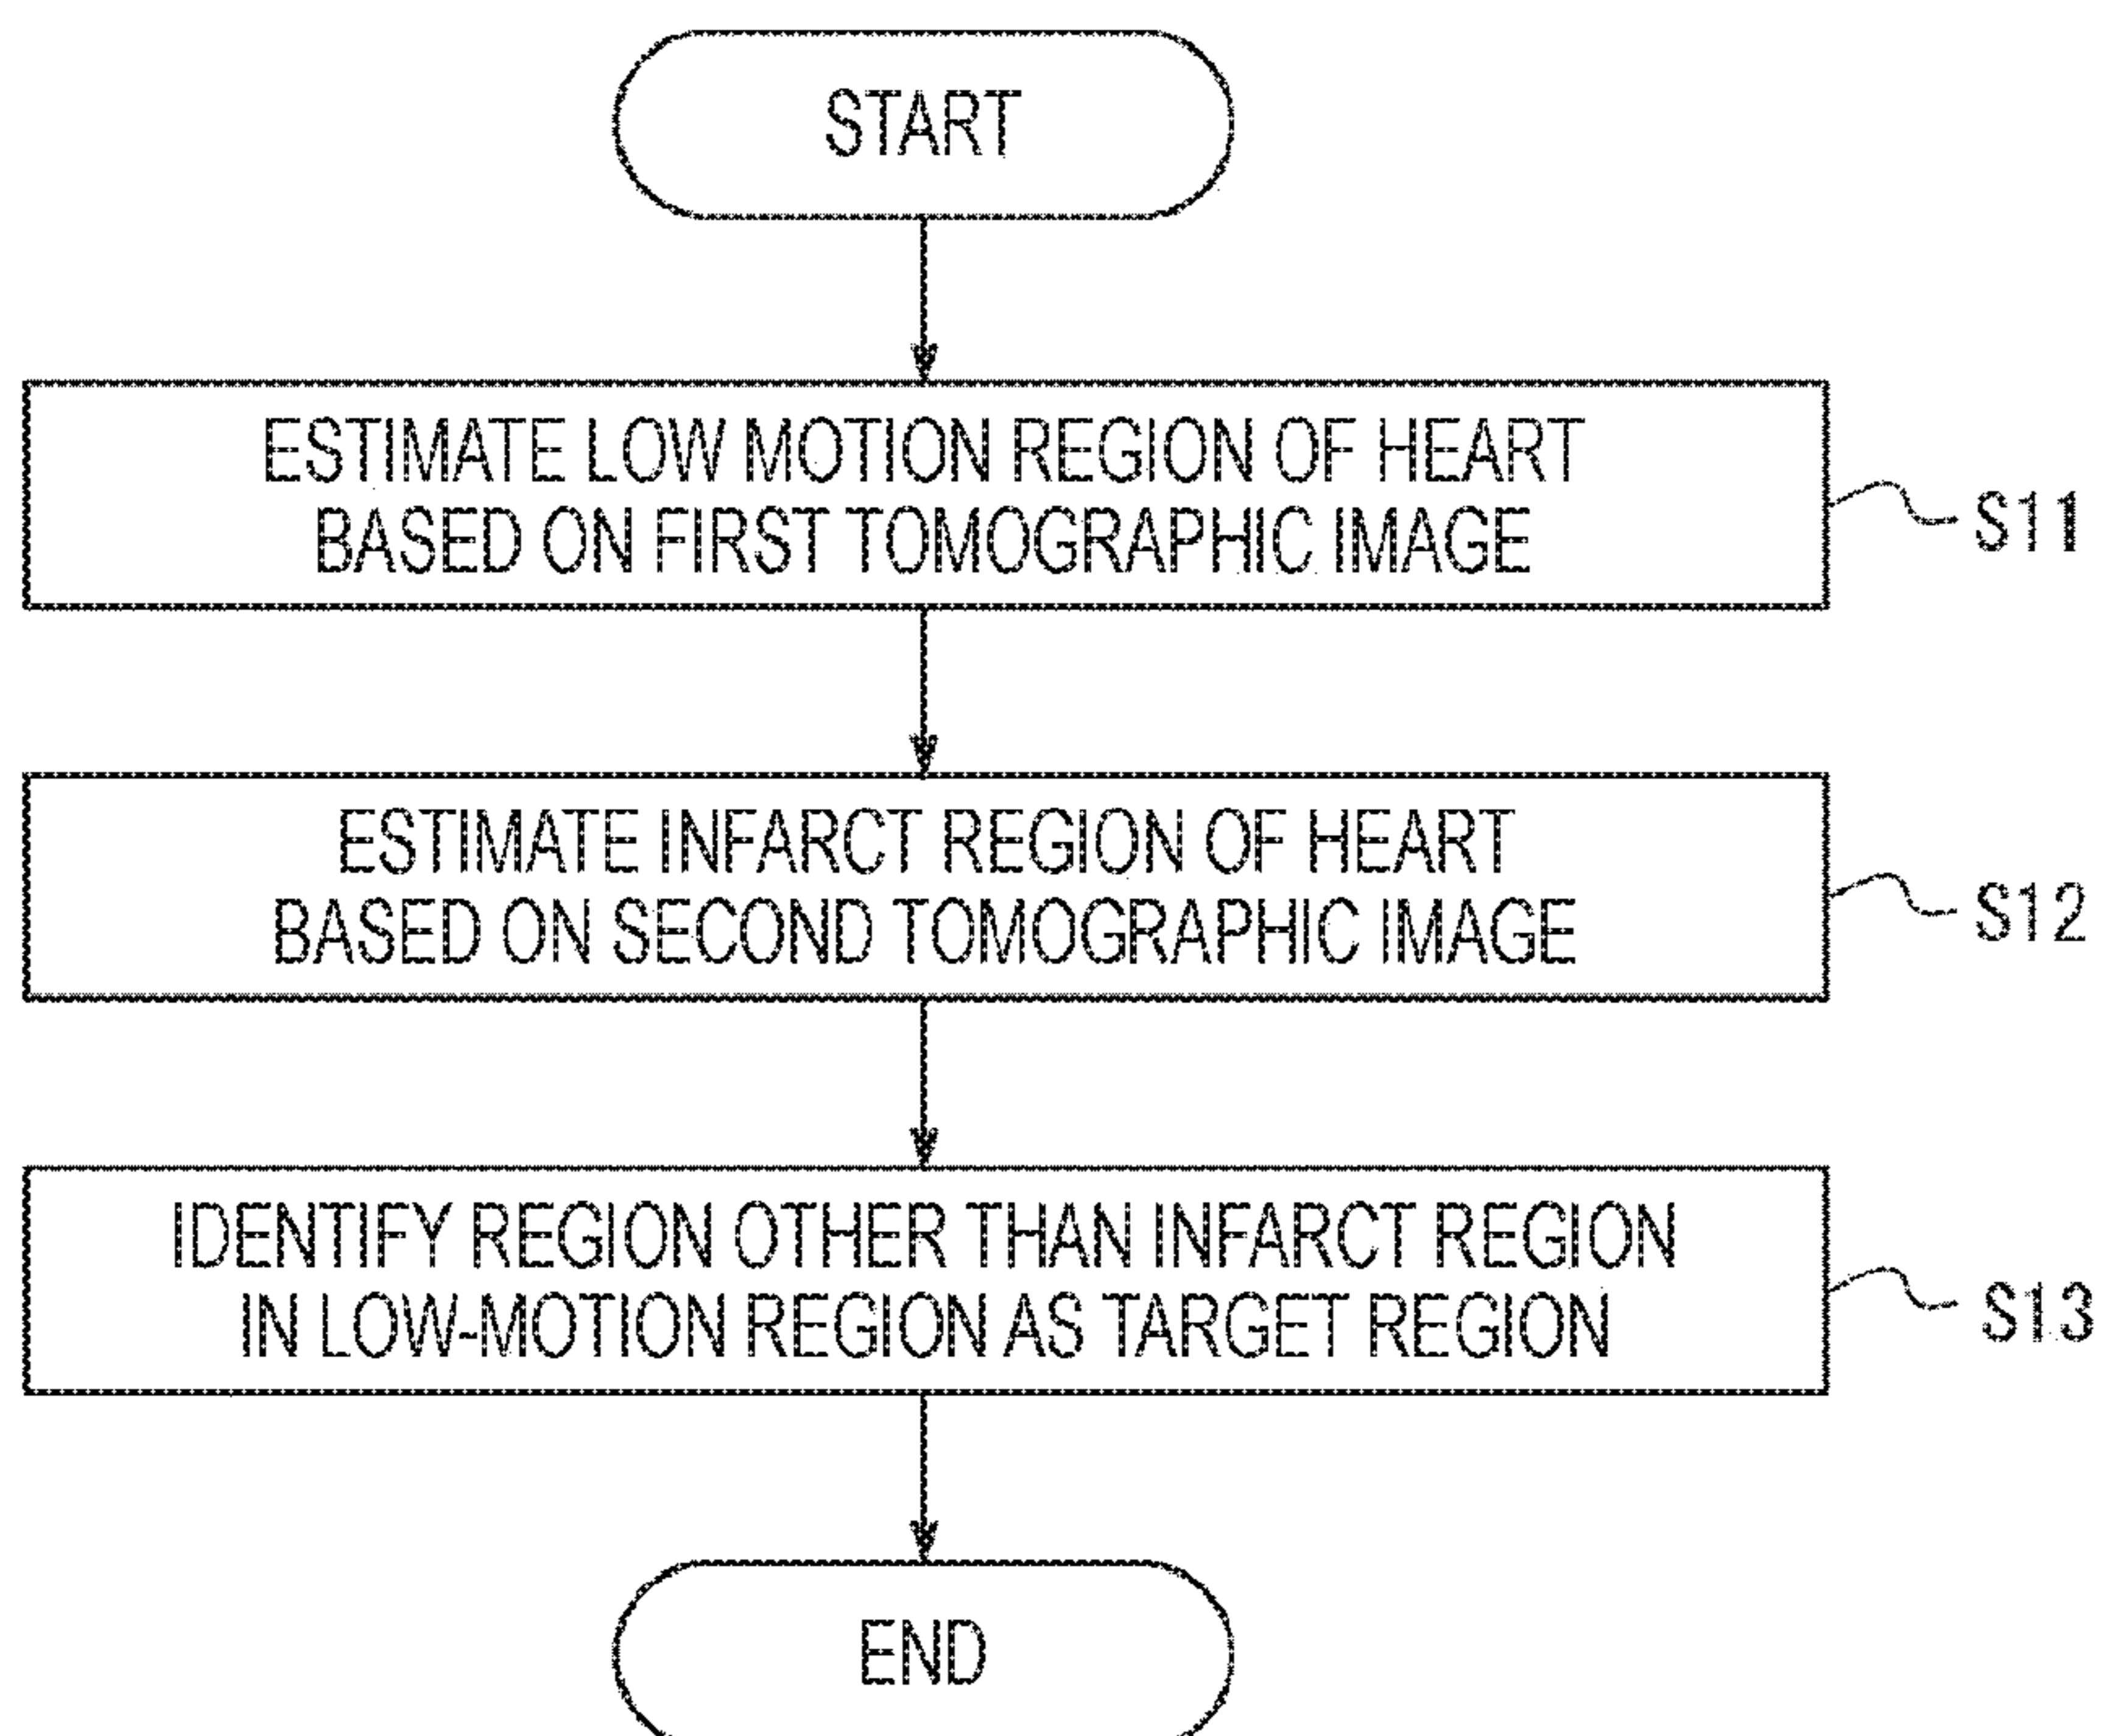 START
ESTIMATE LOW MOTION REGION OF HEART
BASED ON FIRST TOMOGRAPHIC IMAGE
S11
ESTIMATE INFARCT REGION OF HEART
BASED ON SECOND TOMOGRAPHIC IMAGE
S12
IDENTIFY REGION OTHER THAN INFARCT REGION
IN LOW-MOTION REGION AS TARGET REGION
S13
END